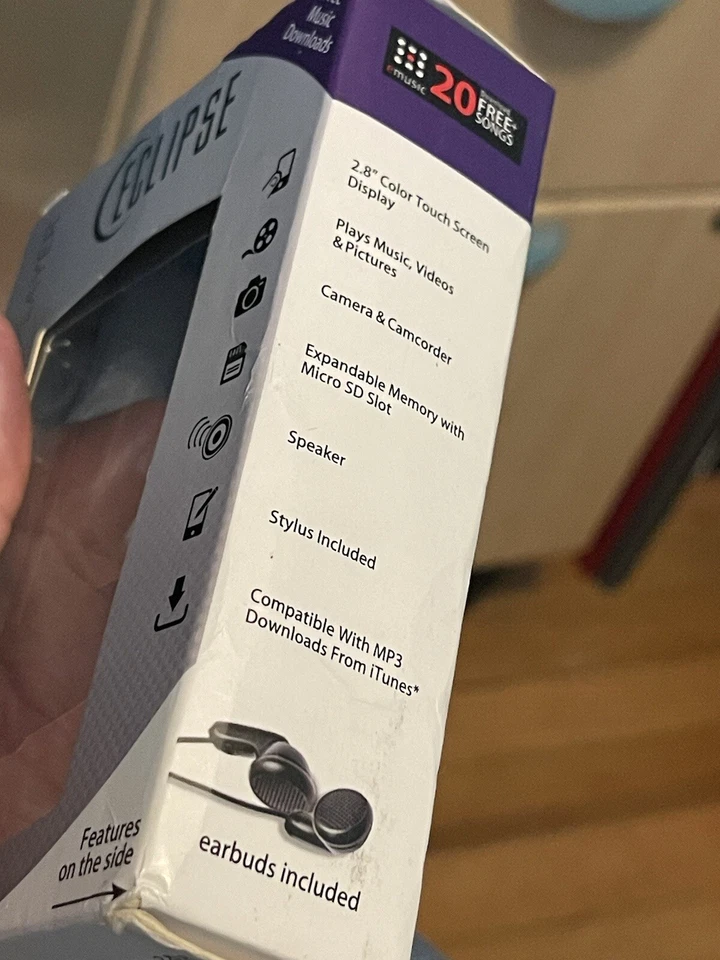 Music
Downloads
ECLIPSE
emusic
20
Download
FREE+
SONGS
2.8" Color Touch Screen
Display
Plays Music, Videos
& Pictures
Camera & Camcorder
Expandable Memory with
Micro SD Slot
Speaker
Stylus Included
Compatible With MP3
Downloads From iTunes*
Features
on the side
earbuds included